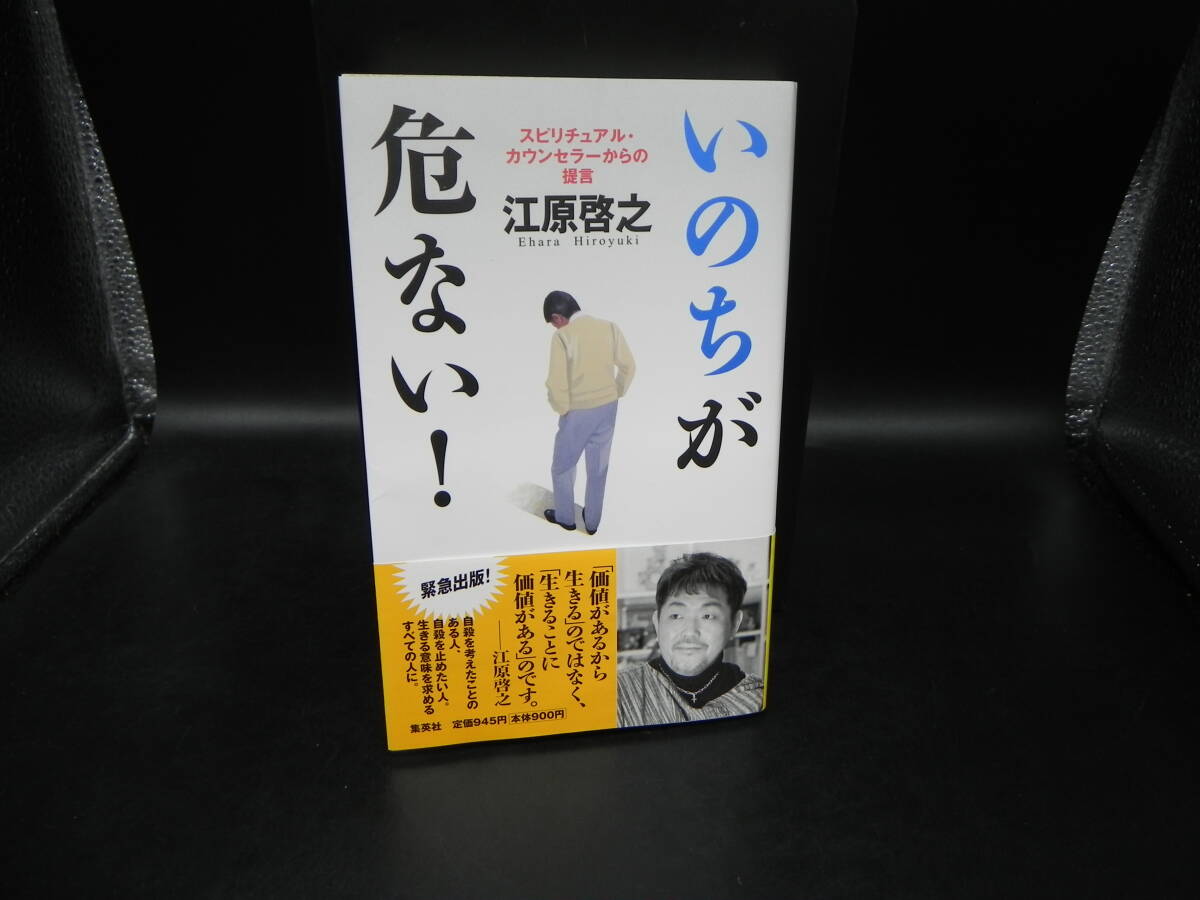 いのちが
危ない！
スピリチュアル・
カウンセラーからの
提言
江原啓之
Ehara Hiroyuki
「価値があるから
生きる」のではなく、
「生きることに
価値がある」のです。
――江原啓之
緊急出版！
自殺を考えたことの
ある人、
自殺を止めたい人。
生きる意味を求める
すべての人に。
集英社 定価945円 本体900円